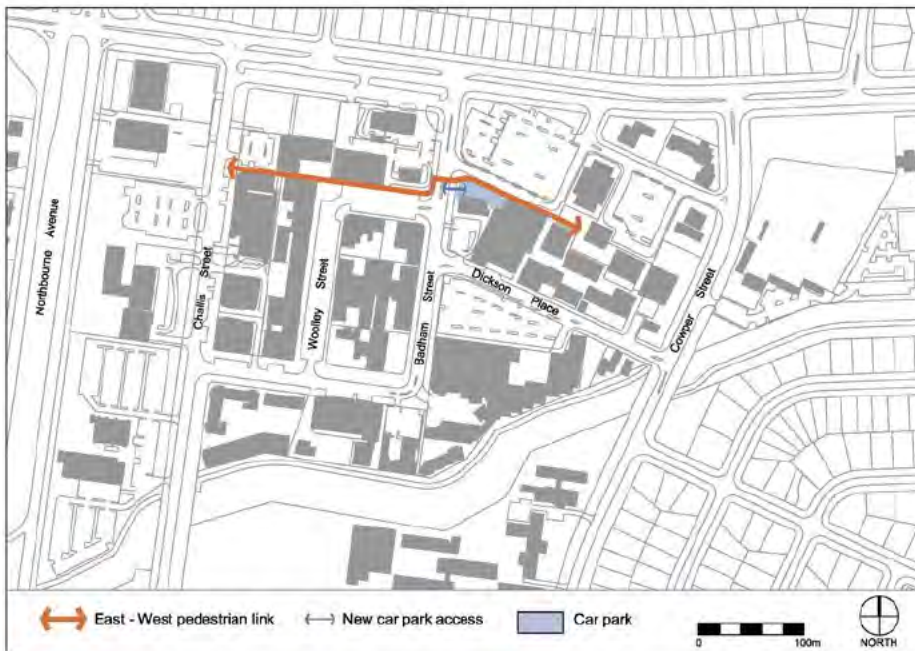 Northbourne Avenue
Challis Street
Woolley Street
Badham Street
Dickson Place
Cowper Street
East - West pedestrian link
New car park access
Car park
0 100m
NORTH